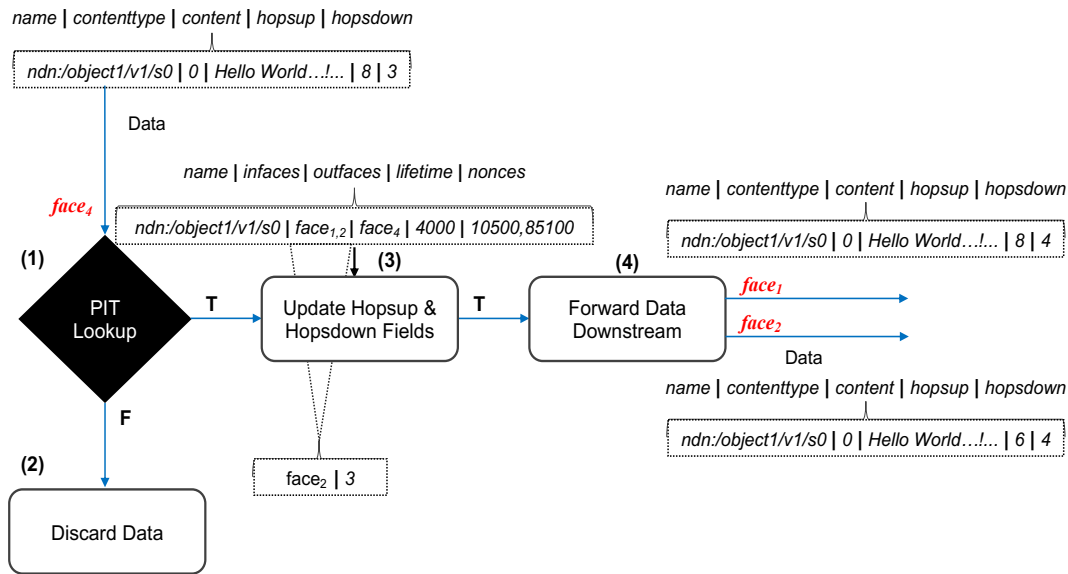 name | contenttype | content | hopsup | hopsdown
ndn:/object1/v1/s0 | 0 | Hello World…!... | 8 | 3
Data
face4
name | infaces | outfaces | lifetime | nonces
ndn:/object1/v1/s0 | face1,2 | face4 | 4000 | 10500,85100
(1)
PIT
Lookup
T
F
(2)
Discard Data
(3)
Update Hopsup &
Hopsdown Fields
T
face2 | 3
(4)
Forward Data
Downstream
name | contenttype | content | hopsup | hopsdown
ndn:/object1/v1/s0 | 0 | Hello World…!... | 8 | 4
face1
face2
Data
name | contenttype | content | hopsup | hopsdown
ndn:/object1/v1/s0 | 0 | Hello World…!... | 6 | 4